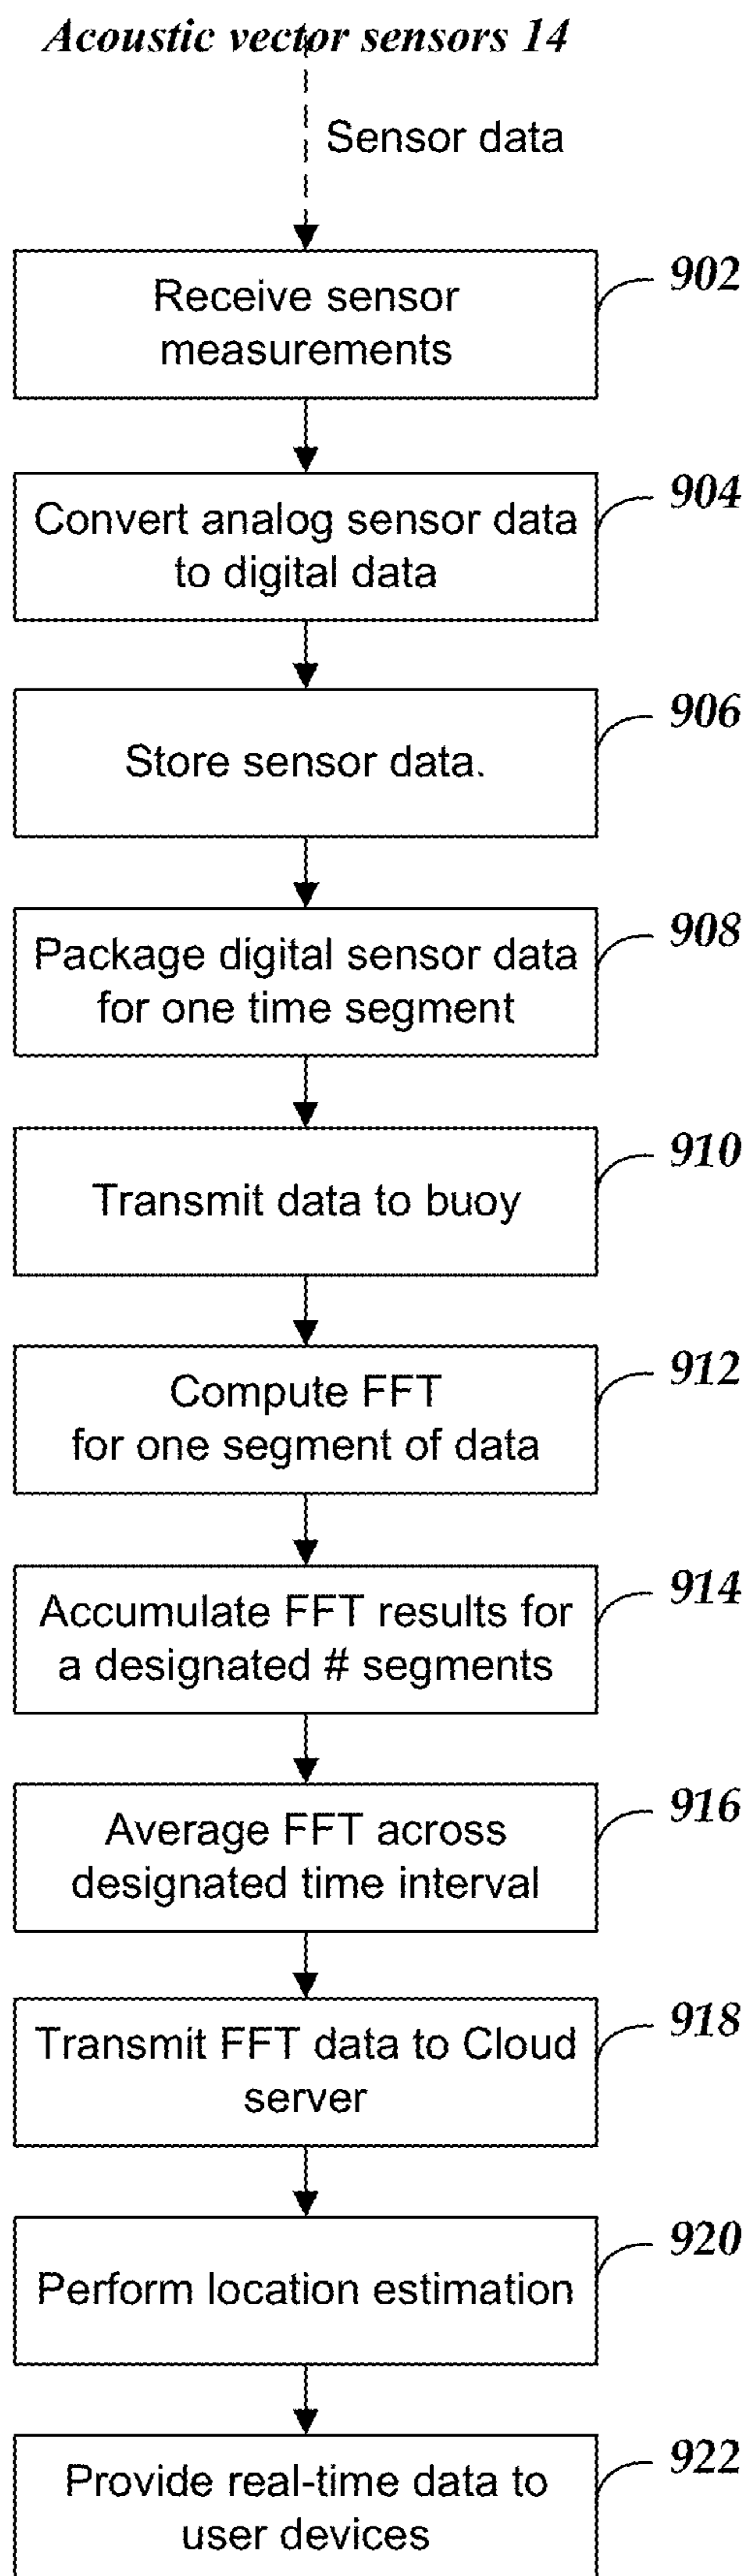 Acoustic vector sensors 14
Sensor data
Receive sensor
measurements
902
Convert analog sensor data
to digital data
904
Store sensor data.
906
Package digital sensor data
for one time segment
908
Transmit data to buoy
910
Compute FFT
for one segment of data
912
Accumulate FFT results for
a designated # segments
914
Average FFT across
designated time interval
916
Transmit FFT data to Cloud
server
918
Perform location estimation
920
Provide real-time data to
user devices
922